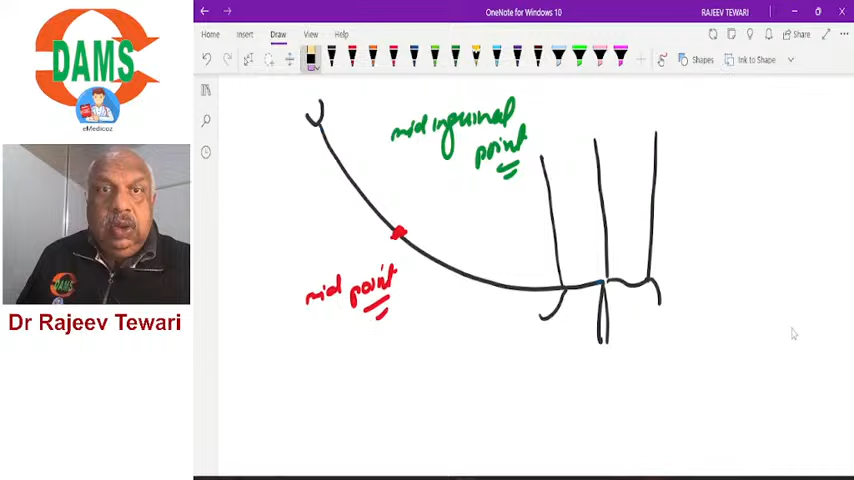 OneNote for Windows 10
RAJEEV TEWARI
Home Insert Draw View Help
Share
Shapes
Ink to Shape
DAMS
eMedicoz
mid inguinal
point
mid point
Dr Rajeev Tewari